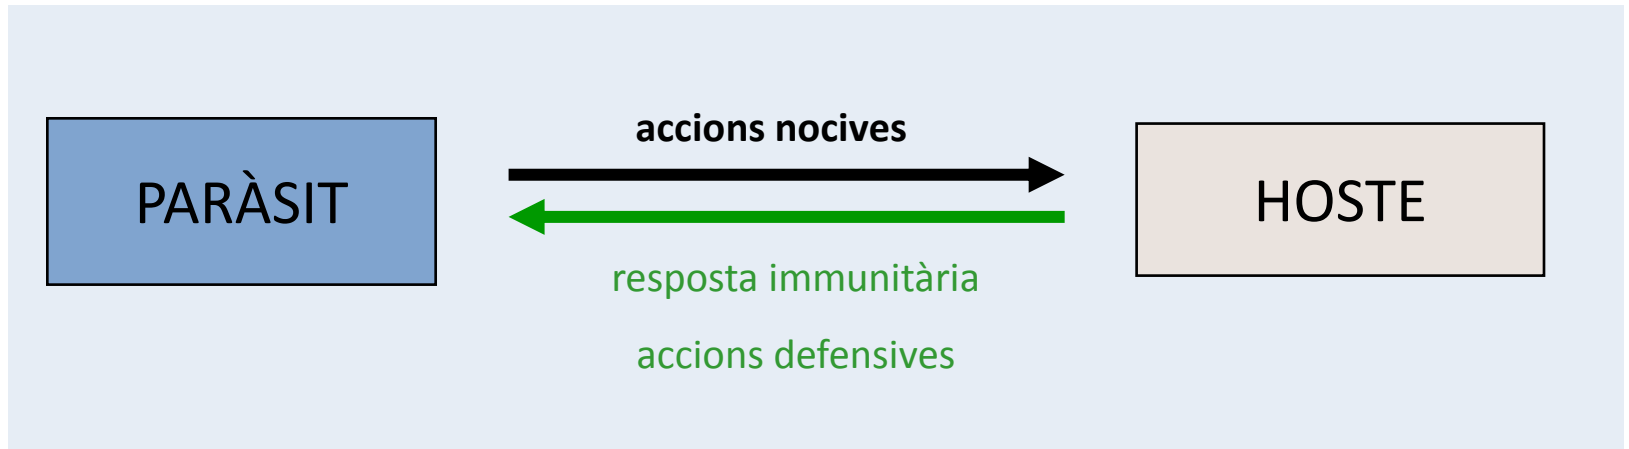 accions nocives
PARÀSIT
HOSTE
resposta immunitària
accions defensives